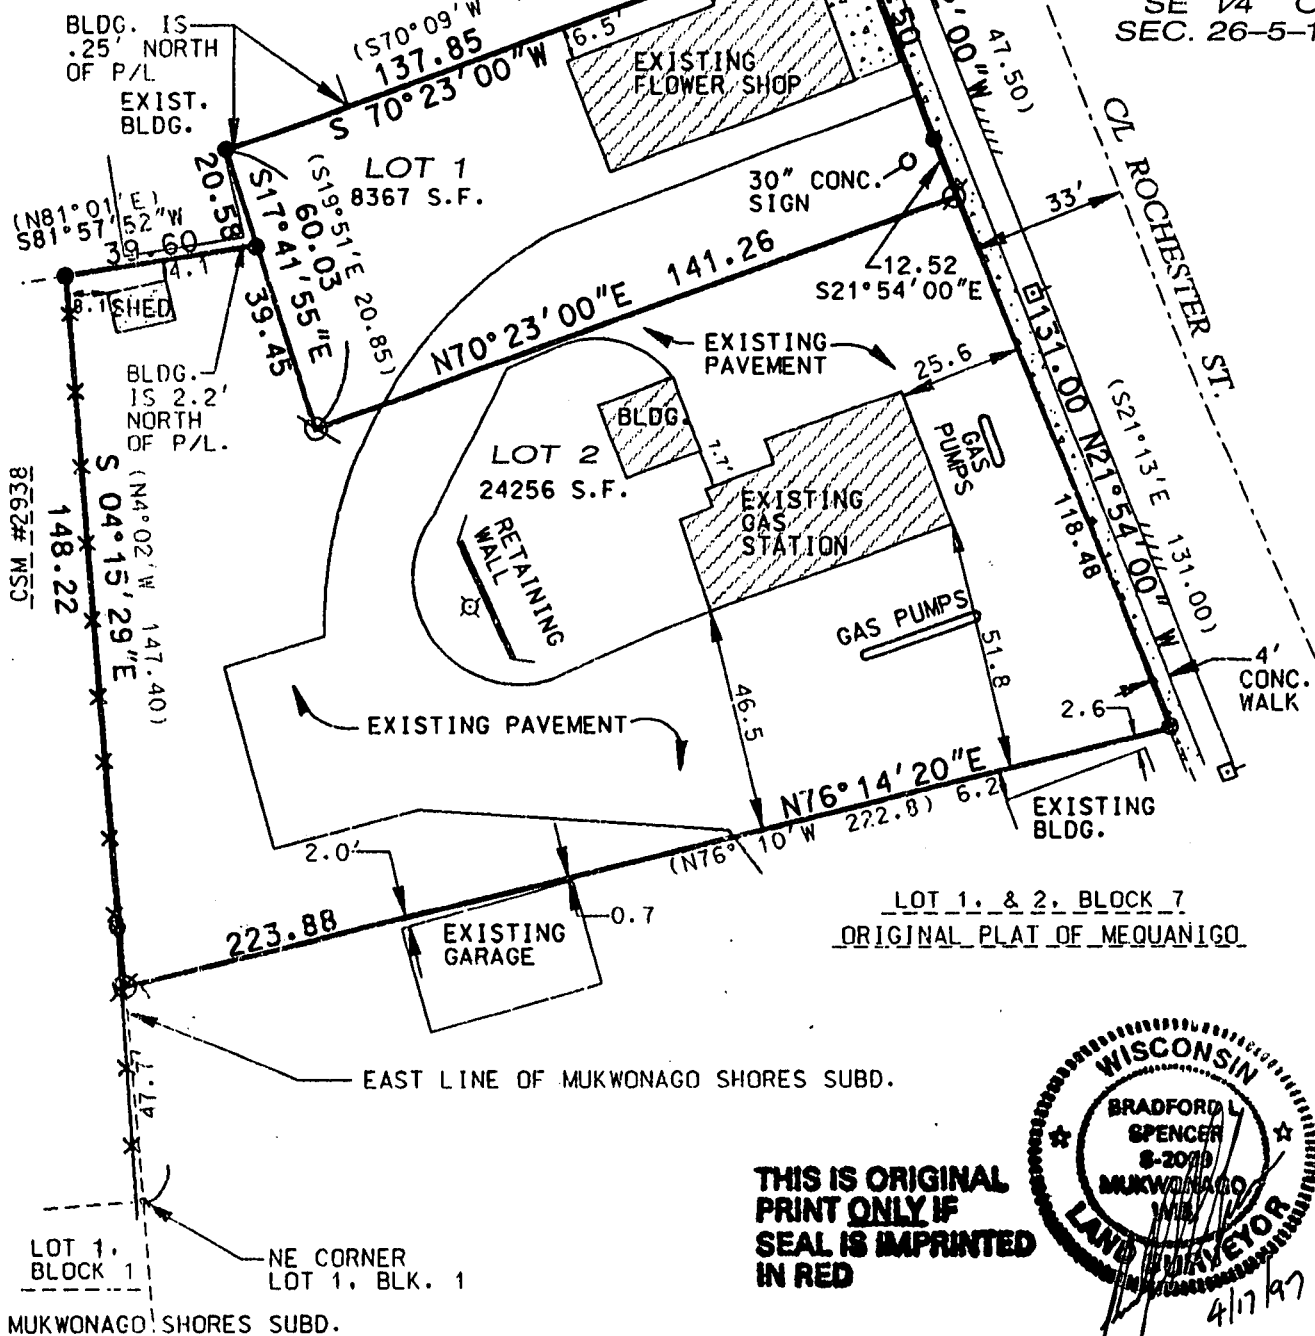 BLDG. IS
.25' NORTH
OF P/L
EXIST.
BLDG.
(S70°09'W
137.85
S 70°23'00"W
6.5'
EXISTING
FLOWER SHOP
.50
'00"W
47.50)
SE 1/4
SEC. 26-5-1
C/L ROCHESTER ST.
33'
LOT 1
8367 S.F.
30" CONC.
SIGN
12.52
S21°54'00"E
20.58
S17°41'55"E
60.03
(S19°51'E 20.85)
39.45
(N81°01'E)
S81°57'52"W
39.60
4.1
8.1
SHED
BLDG.
IS 2.2'
NORTH
OF P/L.
N70°23'00"E 141.26
EXISTING
PAVEMENT
25.6
131.00 N21°54'00" W
(S21°13'E 131.00)
118.48
BLDG.
7.7'
LOT 2
24256 S.F.
GAS
PUMPS
EXISTING
GAS
STATION
RETAINING
WALL
GAS PUMPS
CSM #2938
S 04°15'29"E
148.22
(N4°02'W 147.40)
46.5
51.8
4'
CONC.
WALK
2.6
EXISTING PAVEMENT
N76°14'20"E
(N76° 10'W 222.8)
6.2
EXISTING
BLDG.
2.0'
0.7
223.88
EXISTING
GARAGE
LOT 1. & 2. BLOCK 7
ORIGINAL PLAT OF MEQUANIGO
EAST LINE OF MUKWONAGO SHORES SUBD.
47.7
WISCONSIN
BRADFORD L
SPENCER
MUKWONAGO
WIS.
LAND SURVEYOR
4/17/97
THIS IS ORIGINAL
PRINT ONLY IF
SEAL IS IMPRINTED
IN RED
LOT 1.
BLOCK 1
NE CORNER
LOT 1. BLK. 1
MUKWONAGO SHORES SUBD.